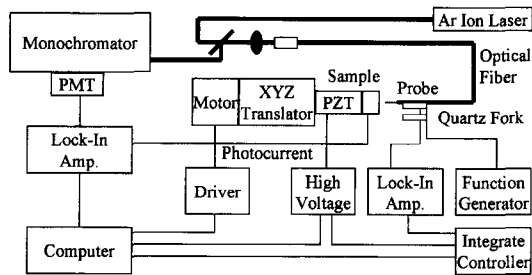 Ar Ion Laser
Monochromator
Optical
Fiber
PMT
Motor
XYZ
Translator
Sample
PZT
Probe
Quartz Fork
Lock-In
Amp.
Photocurrent
Driver
High
Voltage
Lock-In
Amp.
Function
Generator
Computer
Integrate
Controller